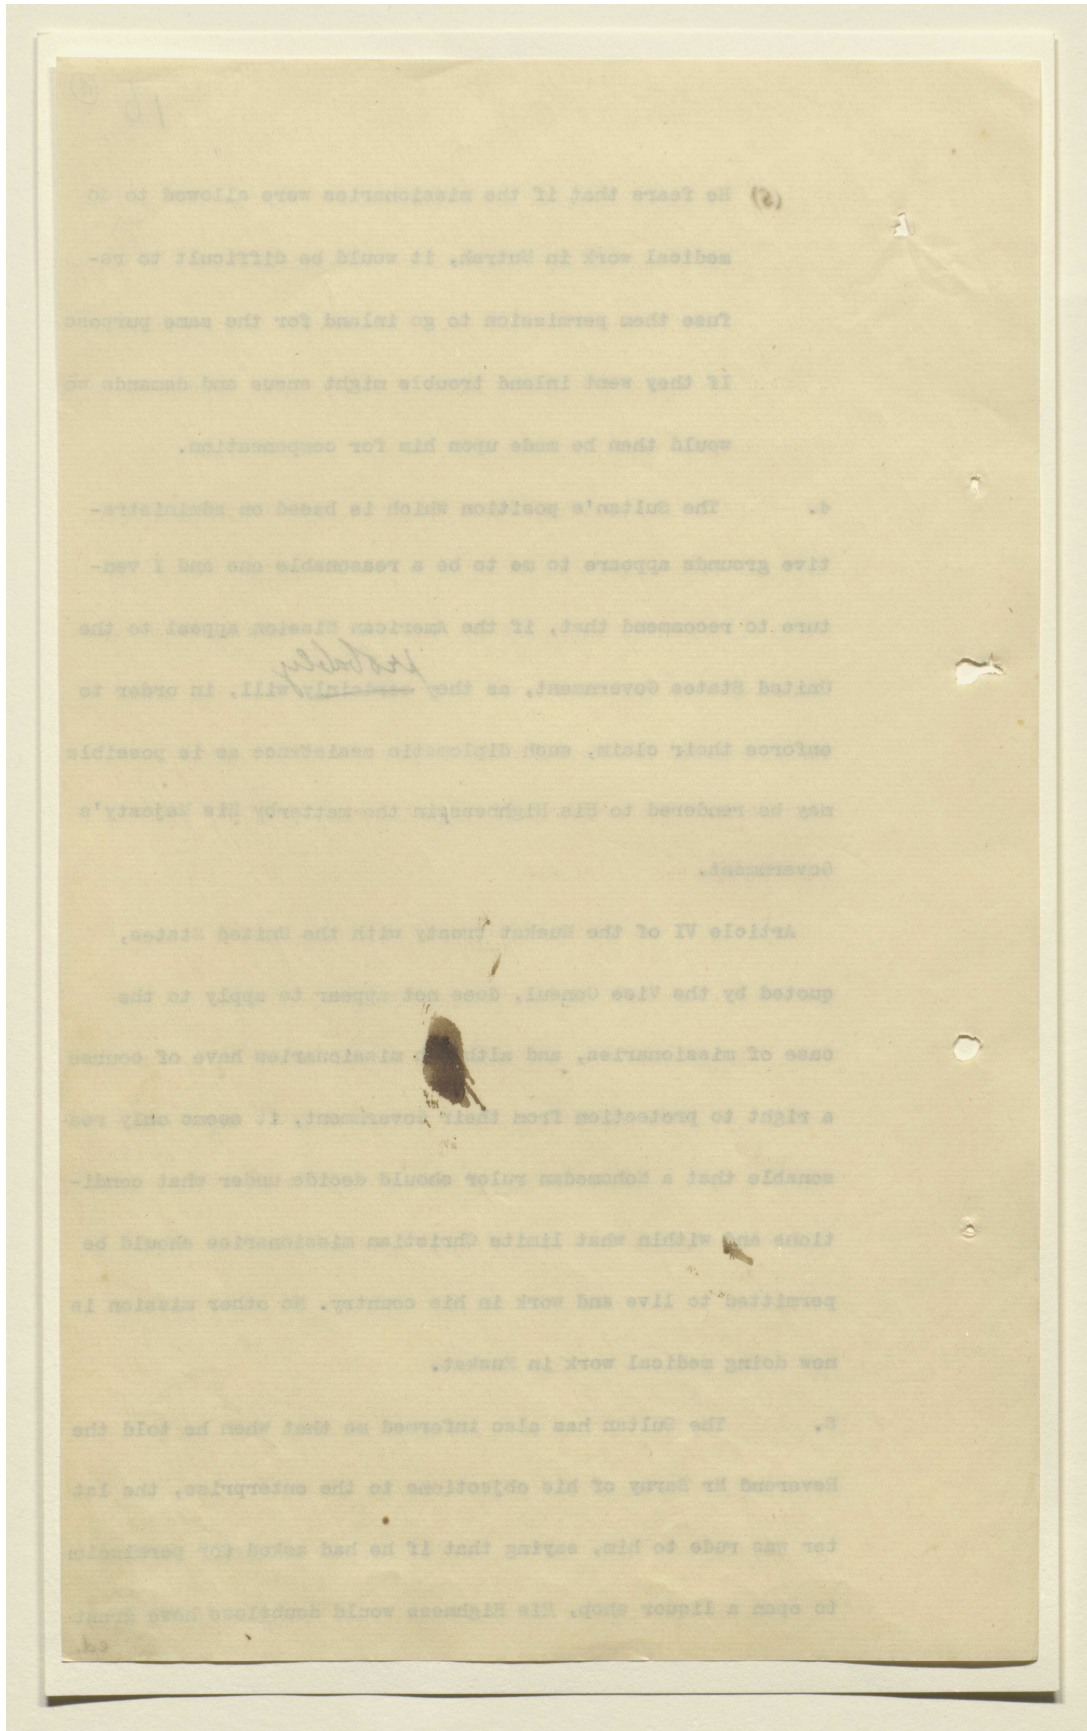 (5) He fears that if the missionaries were allowed to do
medical work in Mutrah, it would be difficult to re-
fuse them permission to go inland for the same purpose
If they went inland trouble might ensue and demands
would then be made upon him for compensation.
4. The Sultan's position which is based on administra-
tive grounds appears to me to be a reasonable one and I ven-
ture to recommend that, if the American Mission appeal to the
probably
United States Government, as they certainly will, in order to
enforce their claim, such diplomatic assistance as is possible
may be rendered to His Highness in the matter by His Majesty's
Government.
Article VI of the Muskat treaty with the United States,
quoted by the Vice Consul, does not appear to apply to the
case of missionaries, and missionaries have of course
a right to protection from their Government, it seems only rea
sonable that a Mohomedan ruler should decide under what condi-
tions and within what limits Christian missionaries should be
permitted to live and work in his country. No other mission is
now doing medical work in Muskat.
5. The Sultan has also informed me that when he told the
Reverend Mr Barny of his objections to the enterprise, the lat
ter was rude to him, saying that if he had asked for permission
to open a liquor shop, His Highness would doubtless have grant
ed.